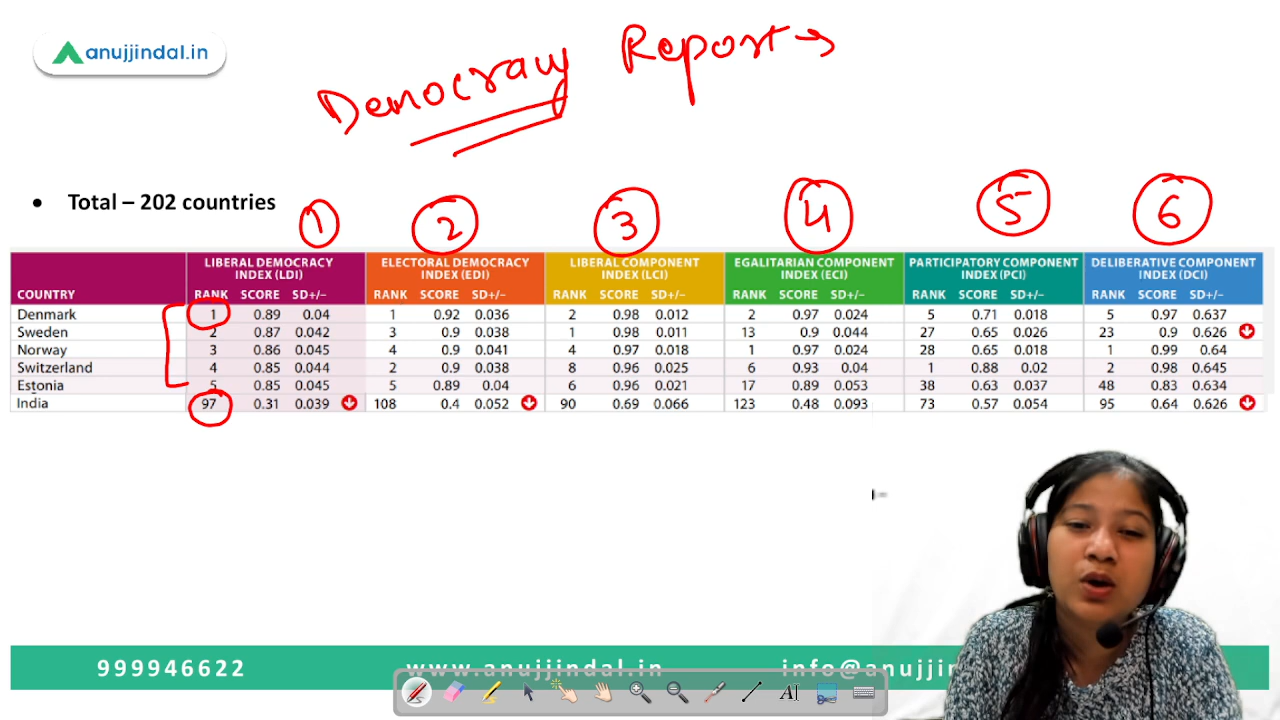 anujjindal.in
Democracy Report →
• Total – 202 countries
1 2 3 4 5 6
LIBERAL DEMOCRACY INDEX (LDI) ELECTORAL DEMOCRACY INDEX (EDI) LIBERAL COMPONENT INDEX (LCI) EGALITARIAN COMPONENT INDEX (ECI) PARTICIPATORY COMPONENT INDEX (PCI) DELIBERATIVE COMPONENT INDEX (DCI)
COUNTRY RANK SCORE SD+/– RANK SCORE SD+/– RANK SCORE SD+/– RANK SCORE SD+/– RANK SCORE SD+/– RANK SCORE SD+/–
Denmark 1 0.89 0.04 1 0.92 0.036 2 0.98 0.012 2 0.97 0.024 5 0.71 0.018 5 0.97 0.637
Sweden 2 0.87 0.042 3 0.9 0.038 1 0.98 0.011 13 0.9 0.044 27 0.65 0.026 23 0.9 0.626
Norway 3 0.86 0.045 4 0.9 0.041 4 0.97 0.018 1 0.97 0.024 28 0.65 0.018 1 0.99 0.64
Switzerland 4 0.85 0.044 2 0.9 0.038 8 0.96 0.025 6 0.93 0.04 1 0.88 0.02 2 0.98 0.645
Estonia 5 0.85 0.045 5 0.89 0.04 6 0.96 0.021 17 0.89 0.053 38 0.63 0.037 48 0.83 0.634
India 97 0.31 0.039 108 0.4 0.052 90 0.69 0.066 123 0.48 0.093 73 0.57 0.054 95 0.64 0.626
999946622 www.anujjindal.in info@anujji